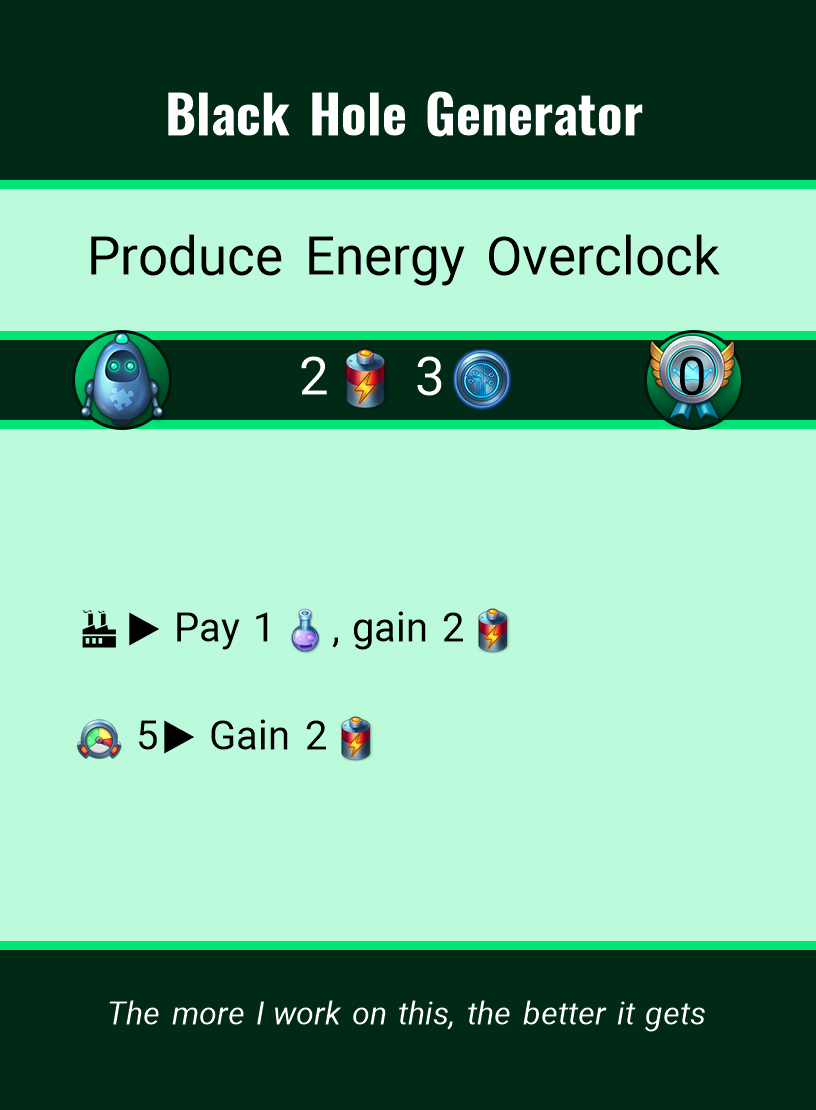 Black Hole Generator
Produce Energy Overclock
2 3 0
Pay 1 , gain 2
5 Gain 2
The more I work on this, the better it gets